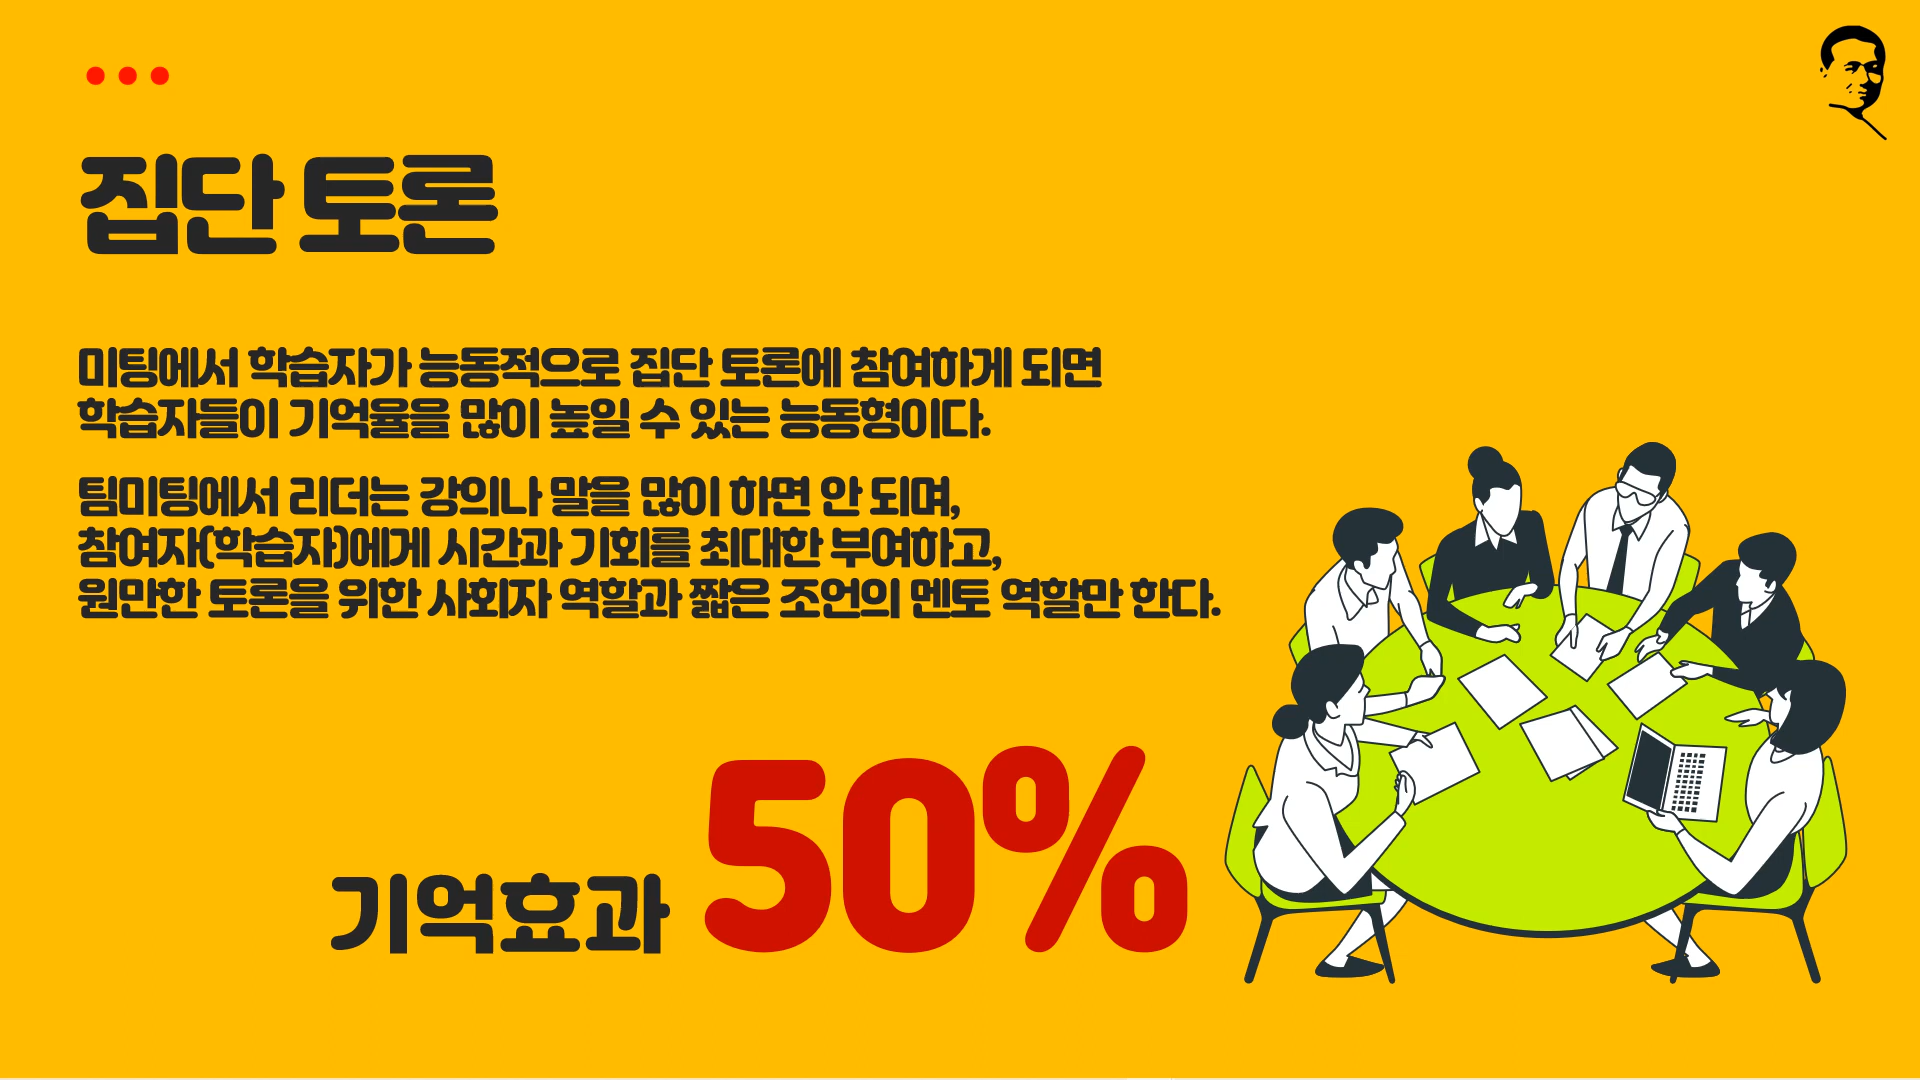 집단 토론
미팅에서 학습자가 능동적으로 집단 토론에 참여하게 되면
학습자들이 기억율을 많이 높일 수 있는 능동형이다.
팀미팅에서 리더는 강의나 말을 많이 하면 안 되며,
참여자(학습자)에게 시간과 기회를 최대한 부여하고,
원만한 토론을 위한 사회자 역할과 짧은 조언의 멘토 역할만 한다.
기억효과 50%